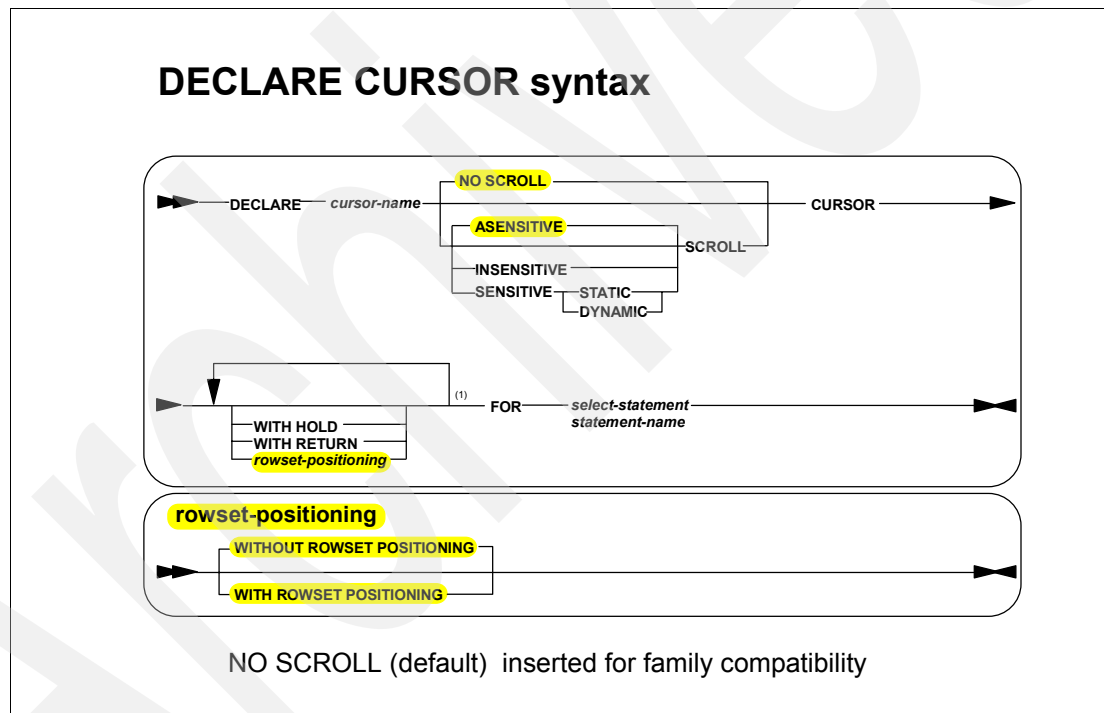 DECLARE CURSOR syntax
NO SCROLL
DECLARE cursor-name CURSOR
ASENSITIVE
SCROLL
INSENSITIVE
SENSITIVE STATIC
DYNAMIC
(1)
FOR select-statement
statement-name
WITH HOLD
WITH RETURN
rowset-positioning
rowset-positioning
WITHOUT ROWSET POSITIONING
WITH ROWSET POSITIONING
NO SCROLL (default) inserted for family compatibility